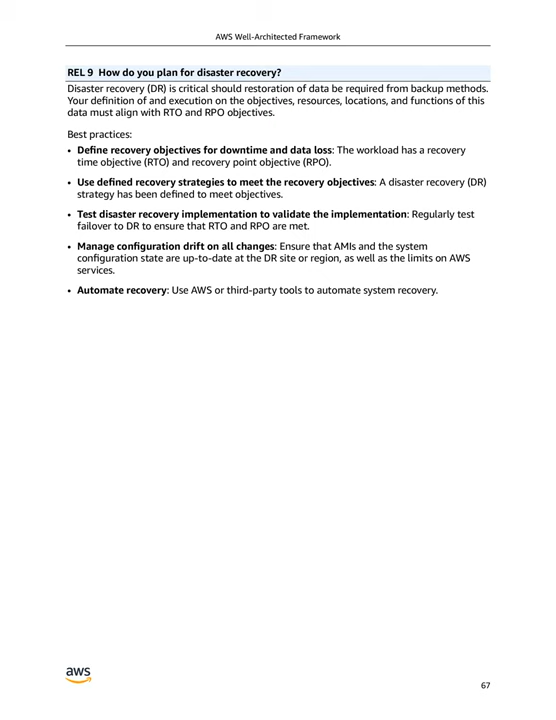 AWS Well-Architected Framework
REL 9 How do you plan for disaster recovery?
Disaster recovery (DR) is critical should restoration of data be required from backup methods.
Your definition of and execution on the objectives, resources, locations, and functions of this
data must align with RTO and RPO objectives.
Best practices:
• Define recovery objectives for downtime and data loss: The workload has a recovery
time objective (RTO) and recovery point objective (RPO).
• Use defined recovery strategies to meet the recovery objectives: A disaster recovery (DR)
strategy has been defined to meet objectives.
• Test disaster recovery implementation to validate the implementation: Regularly test
failover to DR to ensure that RTO and RPO are met.
• Manage configuration drift on all changes: Ensure that AMIs and the system
configuration state are up-to-date at the DR site or region, as well as the limits on AWS
services.
• Automate recovery: Use AWS or third-party tools to automate system recovery.
aws
67